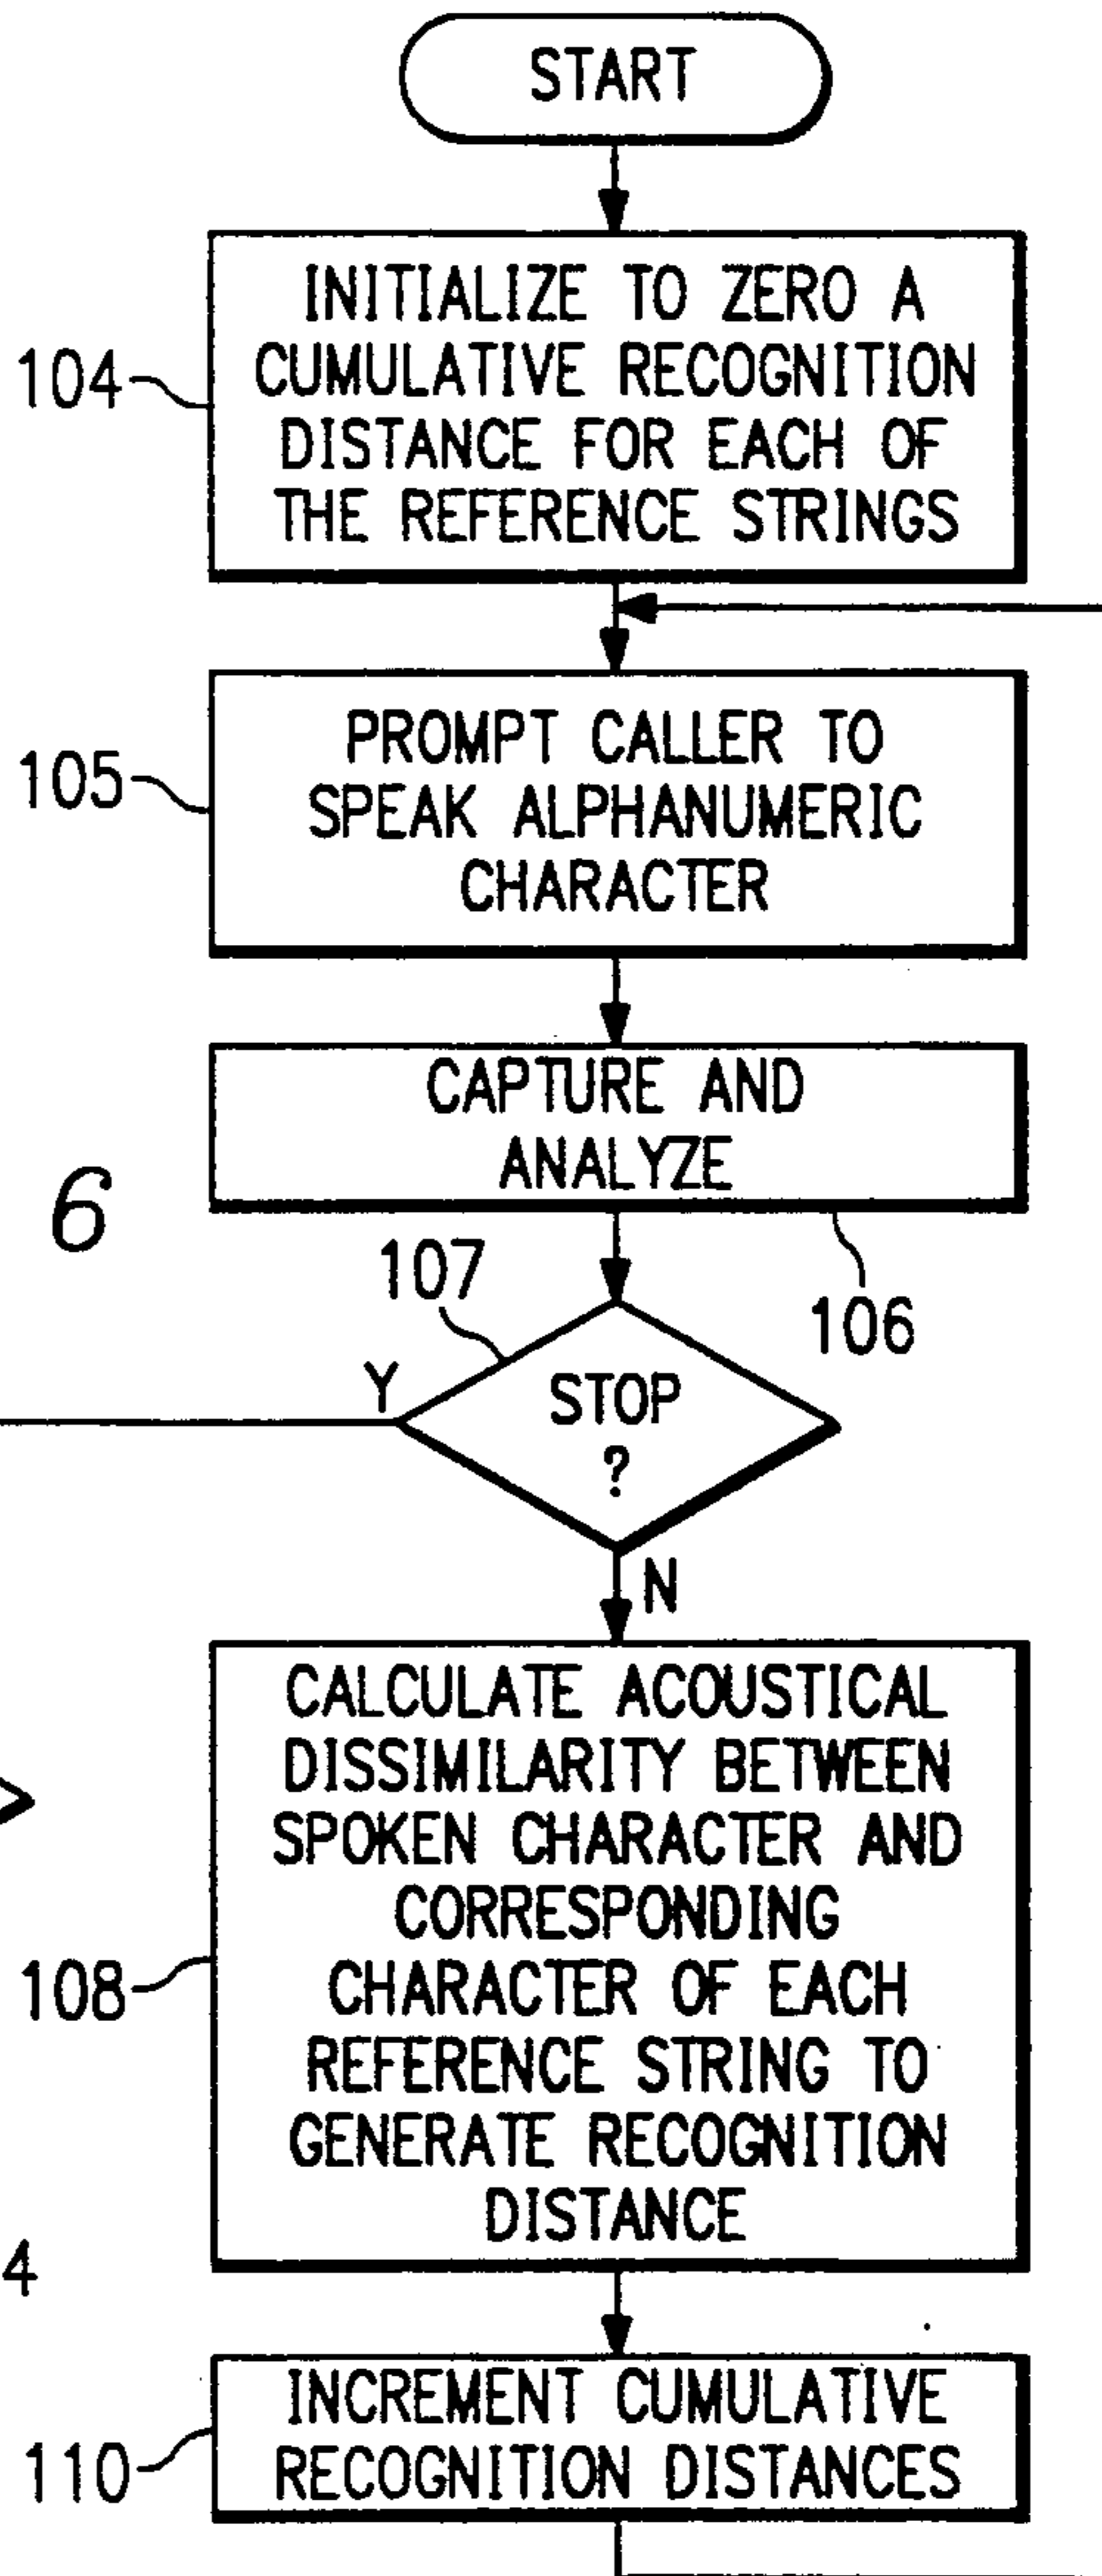 START
INITIALIZE TO ZERO A
CUMULATIVE RECOGNITION
DISTANCE FOR EACH OF
THE REFERENCE STRINGS
104
PROMPT CALLER TO
SPEAK ALPHANUMERIC
CHARACTER
105
CAPTURE AND
ANALYZE
6
106
107
Y
STOP
?
N
CALCULATE ACOUSTICAL
DISSIMILARITY BETWEEN
SPOKEN CHARACTER AND
CORRESPONDING
CHARACTER OF EACH
REFERENCE STRING TO
GENERATE RECOGNITION
DISTANCE
108
4
INCREMENT CUMULATIVE
RECOGNITION DISTANCES
110